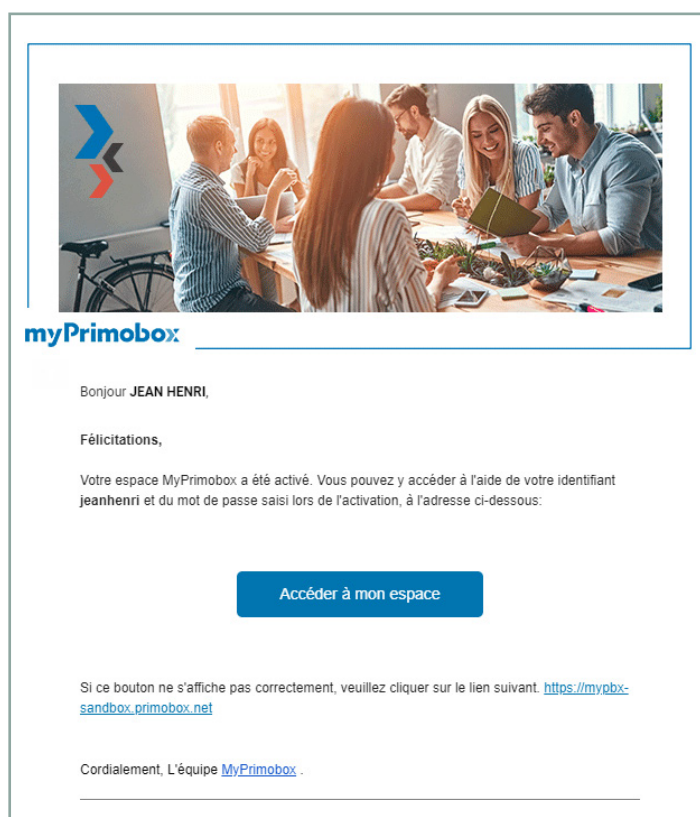 myPrimobox
Bonjour JEAN HENRI,
Félicitations,
Votre espace MyPrimobox a été activé. Vous pouvez y accéder à l'aide de votre identifiant
jeanhenri et du mot de passe saisi lors de l'activation, à l'adresse ci-dessous:
Accéder à mon espace
Si ce bouton ne s'affiche pas correctement, veuillez cliquer sur le lien suivant. https://mypbx-
sandbox.primobox.net
Cordialement, L'équipe MyPrimobox .